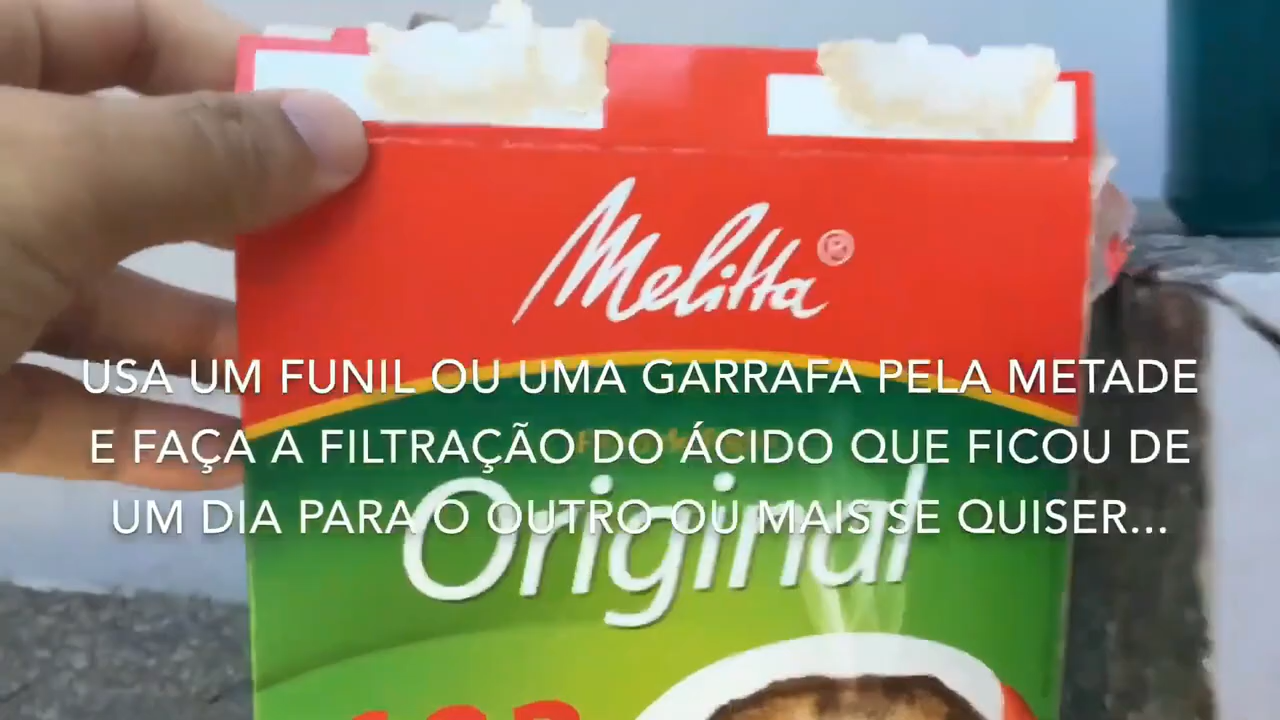 Melitta®
USA UM FUNIL OU UMA GARRAFA PELA METADE
E FAÇA A FILTRAÇÃO DO ÁCIDO QUE FICOU DE
UM DIA PARA O OUTRO OU MAIS SE QUISER...
Original